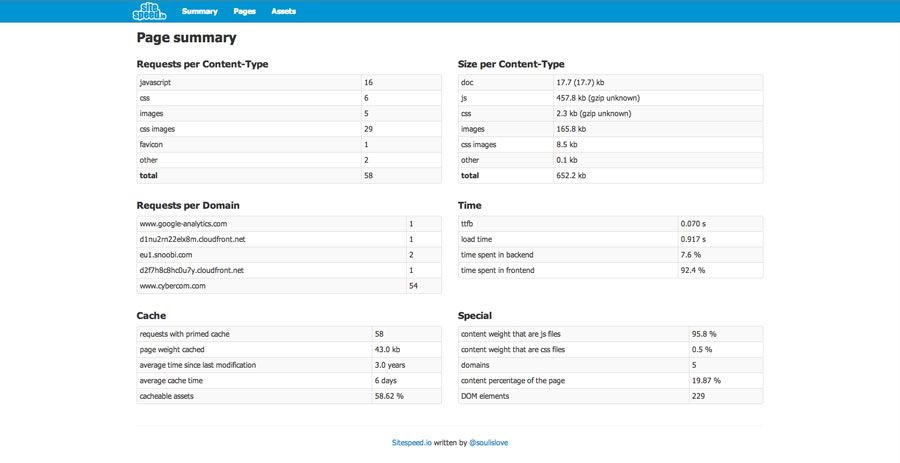 site speed.io Summary Pages Assets
Page summary
Requests per Content-Type
javascript 16
css 6
images 5
css images 29
favicon 1
other 2
total 58
Size per Content-Type
doc 17.7 (17.7) kb
js 457.8 kb (gzip unknown)
css 2.3 kb (gzip unknown)
images 165.8 kb
css images 8.5 kb
other 0.1 kb
total 652.2 kb
Requests per Domain
www.google-analytics.com 1
d1nu2rn22elx8m.cloudfront.net 1
eu1.snoobi.com 2
d2f7h8c8hc0u7y.cloudfront.net 1
www.cybercom.com 54
Time
ttfb 0.070 s
load time 0.917 s
time spent in backend 7.6 %
time spent in frontend 92.4 %
Cache
requests with primed cache 58
page weight cached 43.0 kb
average time since last modification 3.0 years
average cache time 6 days
cacheable assets 58.62 %
Special
content weight that are js files 95.8 %
content weight that are css files 0.5 %
domains 5
content percentage of the page 19.87 %
DOM elements 229
Sitespeed.io written by @soulislove